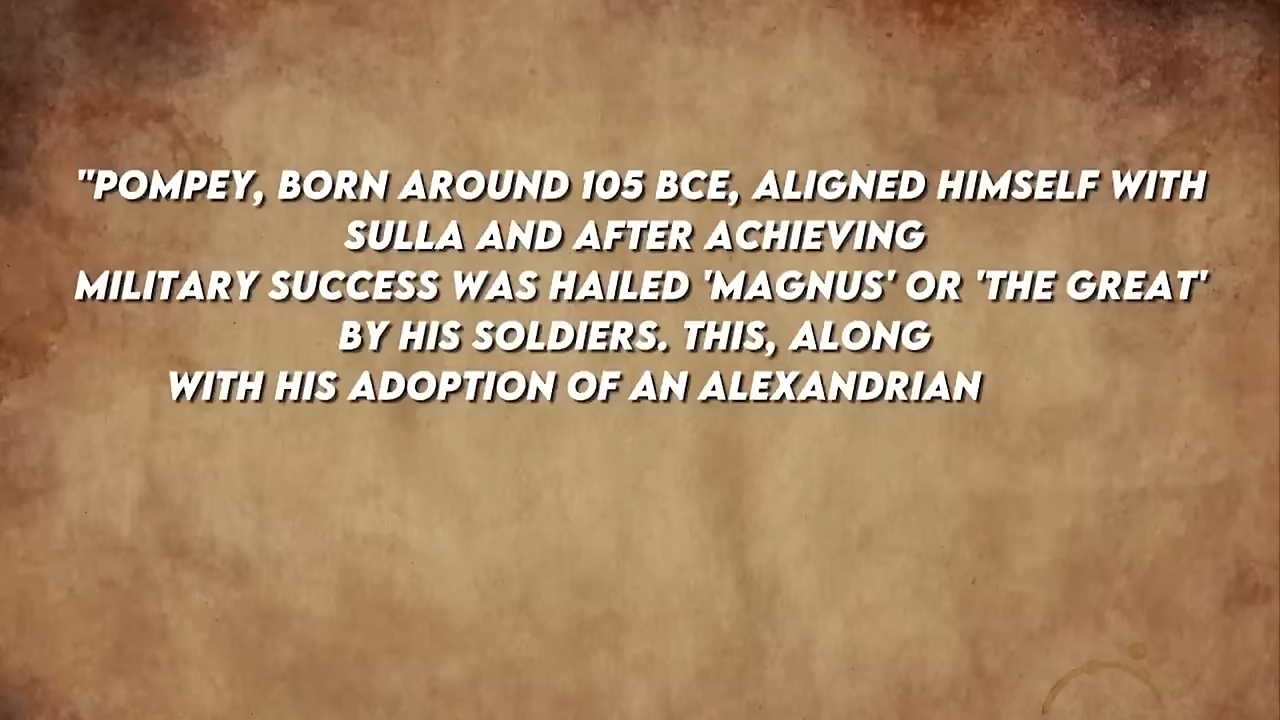 "POMPEY, BORN AROUND 105 BCE, ALIGNED HIMSELF WITH
SULLA AND AFTER ACHIEVING
MILITARY SUCCESS WAS HAILED 'MAGNUS' OR 'THE GREAT'
BY HIS SOLDIERS. THIS, ALONG
WITH HIS ADOPTION OF AN ALEXANDRIAN